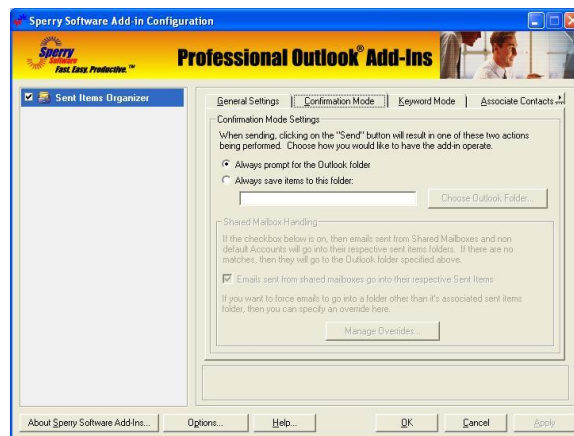 Sperry Software Add-in Configuration
Sperry
Software
Fast. Easy. Productive.™
Professional Outlook® Add-Ins
Sent Items Organizer
General Settings
Confirmation Mode
Keyword Mode
Associate Contacts
Confirmation Mode Settings
When sending, clicking on the "Send" button will result in one of these two actions
being performed. Choose how you would like to have the add-in operate.
Always prompt for the Outlook folder
Always save items to this folder:
Choose Outlook Folder...
Shared Mailbox Handling
If the checkbox below is on, then emails sent from Shared Mailboxes and non
default Accounts will go into their respective sent items folders. If there are no
matches, then they will go to the Outlook folder specified above.
Emails sent from shared mailboxes go into their respective Sent Items
If you want to force emails to go into a folder other than it's associated sent items
folder, then you can specify an override here.
Manage Overrides...
About Sperry Software Add-Ins...
Options...
Help...
OK
Cancel
Apply